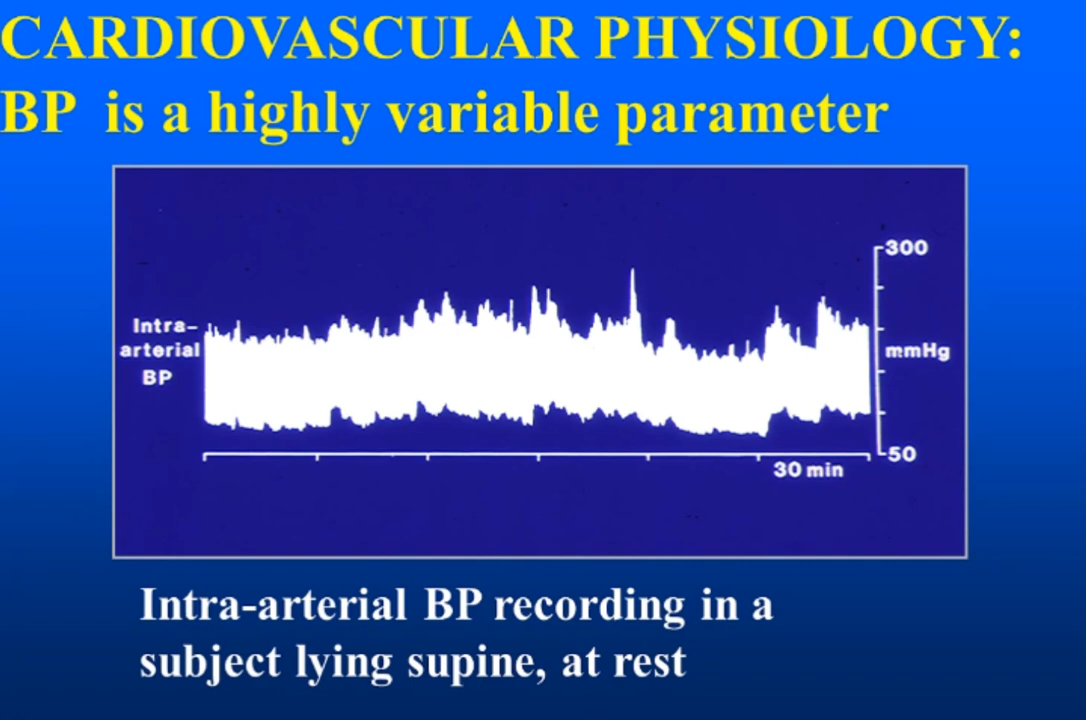 CARDIOVASCULAR PHYSIOLOGY:
BP is a highly variable parameter
300
Intra-
arterial
BP
mmHg
50
30 min
Intra-arterial BP recording in a
subject lying supine, at rest